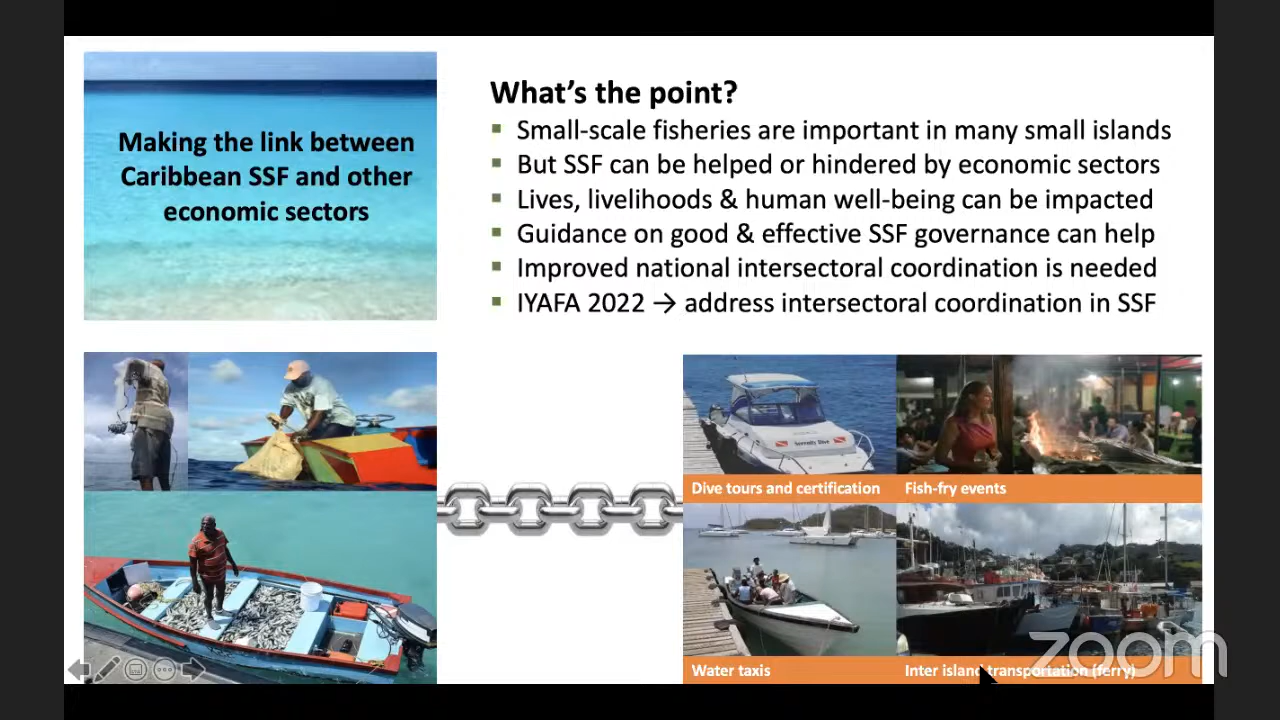 Making the link between
Caribbean SSF and other
economic sectors
What's the point?
▪ Small-scale fisheries are important in many small islands
▪ But SSF can be helped or hindered by economic sectors
▪ Lives, livelihoods & human well-being can be impacted
▪ Guidance on good & effective SSF governance can help
▪ Improved national intersectoral coordination is needed
▪ IYAFA 2022 → address intersectoral coordination in SSF
Dive tours and certification
Fish-fry events
Water taxis
Inter island transportation (ferry)
zoom